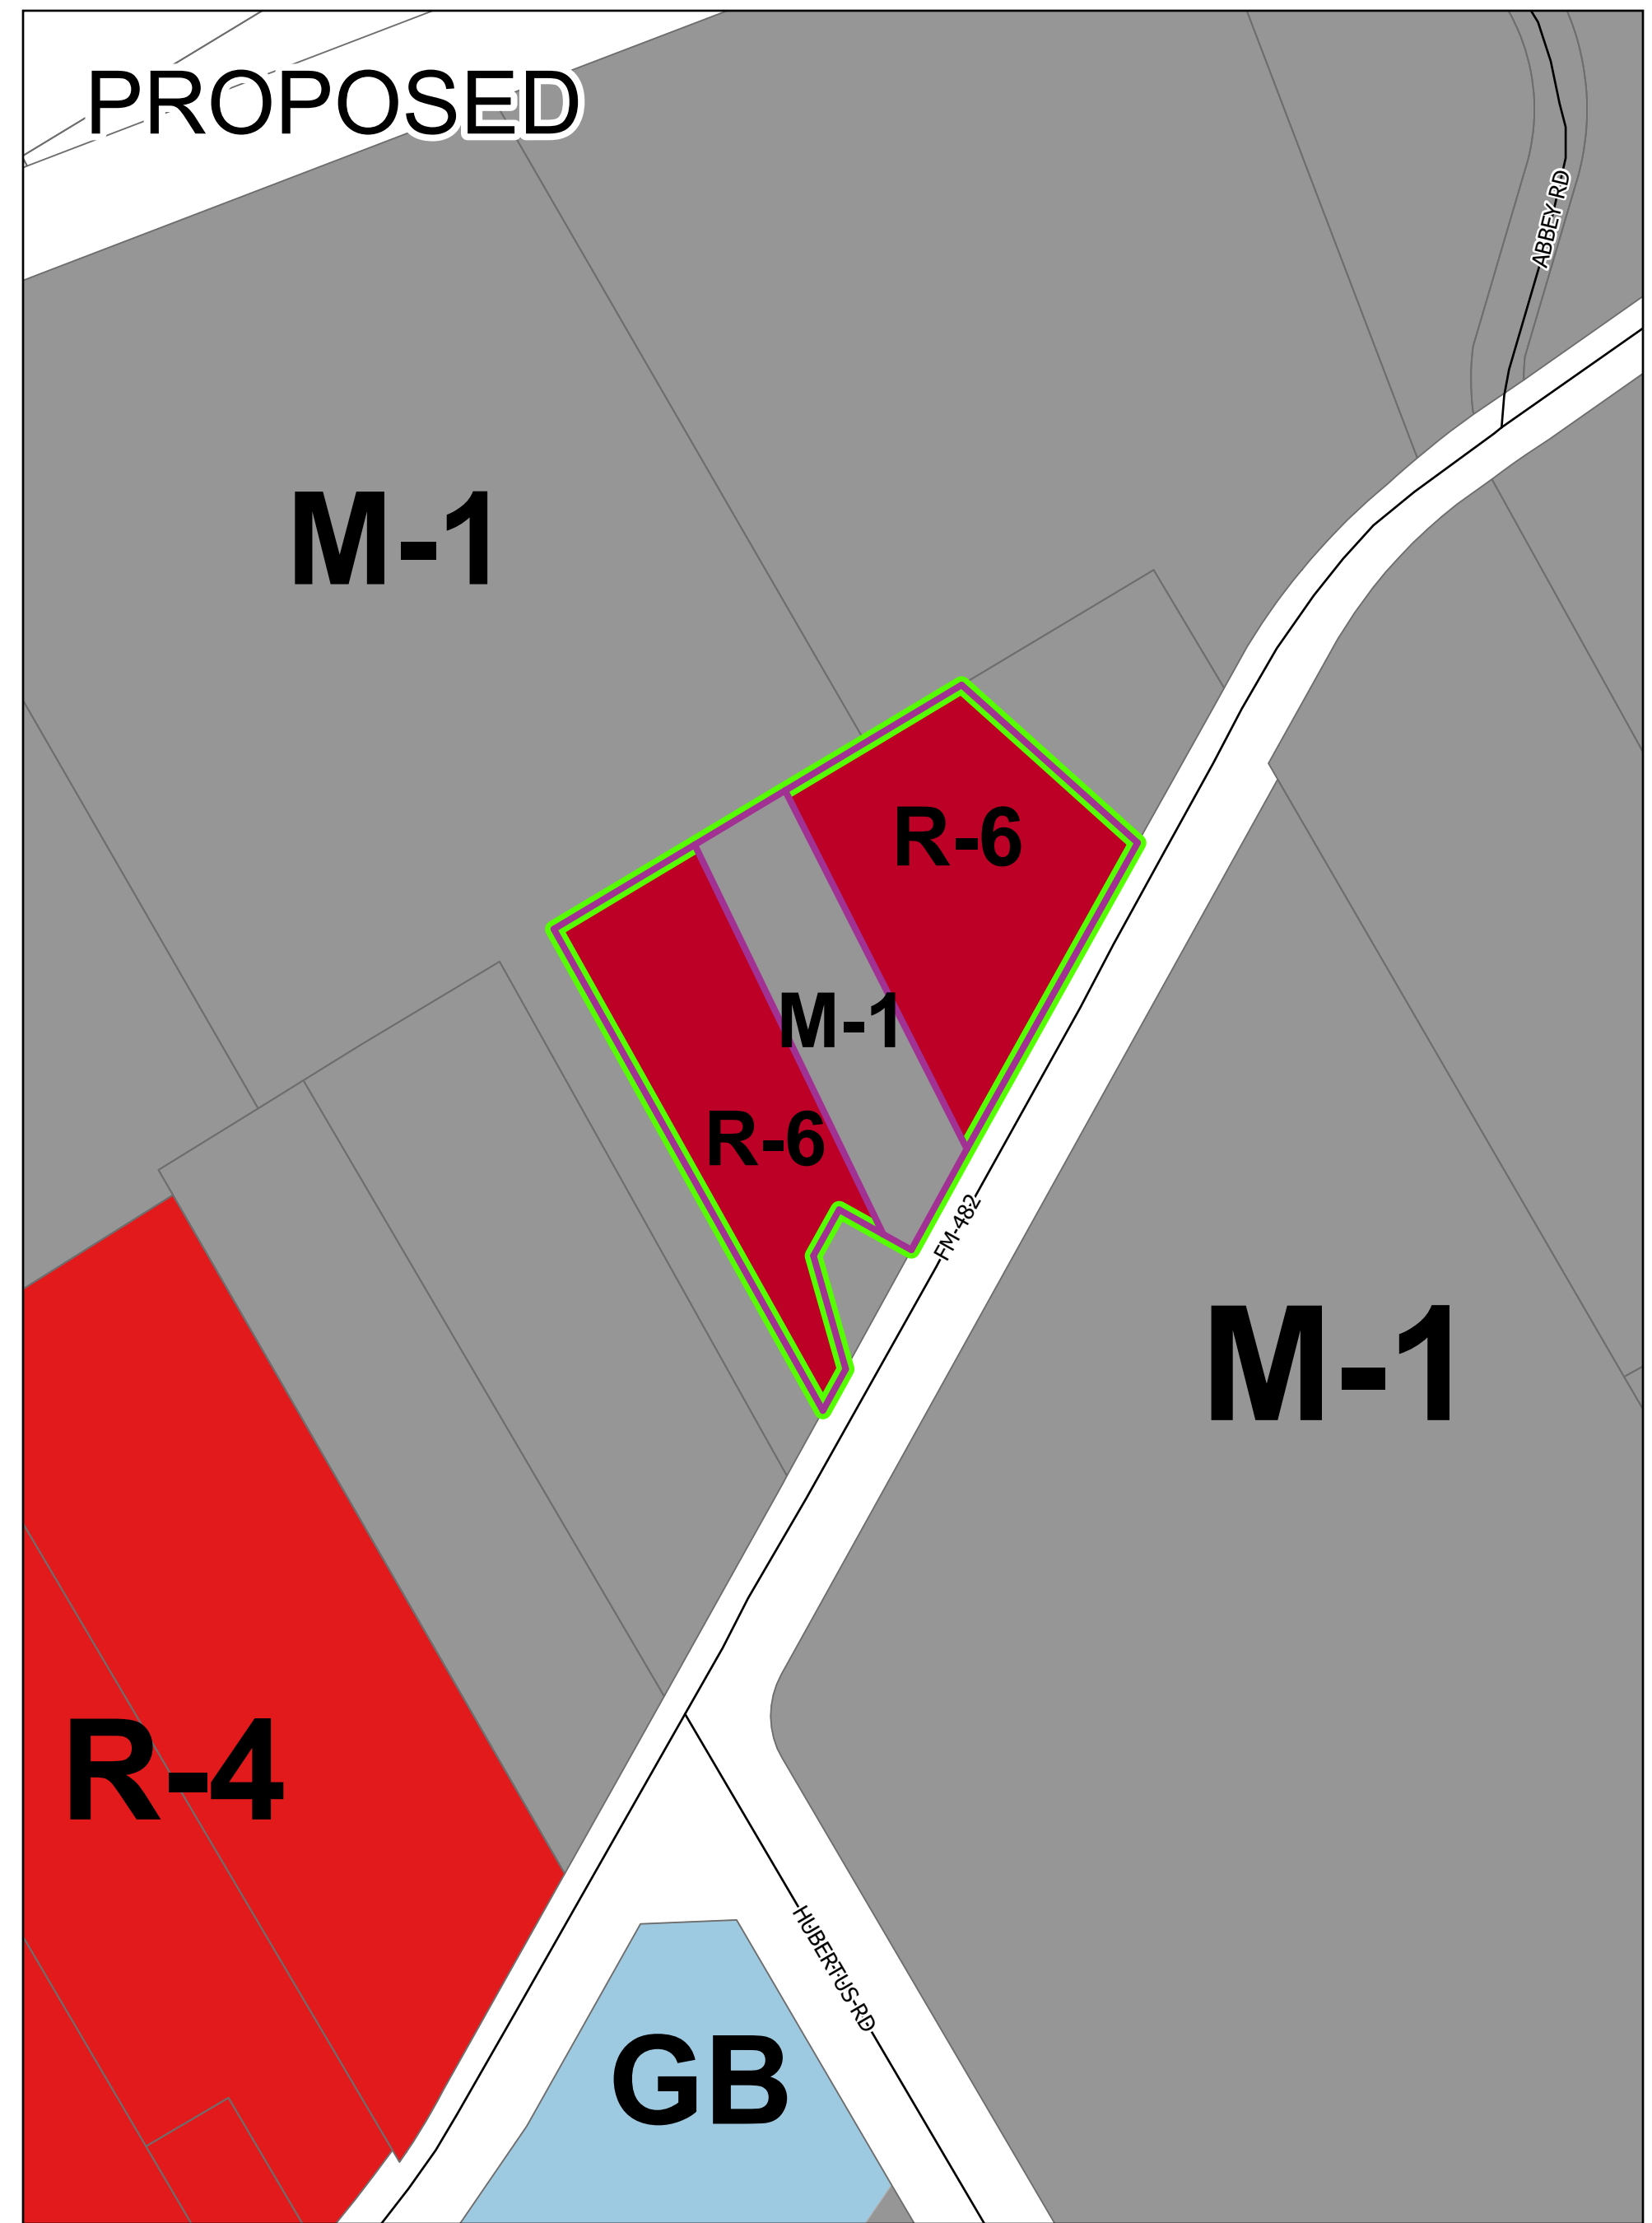 PROPOSED
ABBEY RD
M-1
R-6
M-1
R-6
FM-482
M-1
R-4
HUBERTUS RD
GB